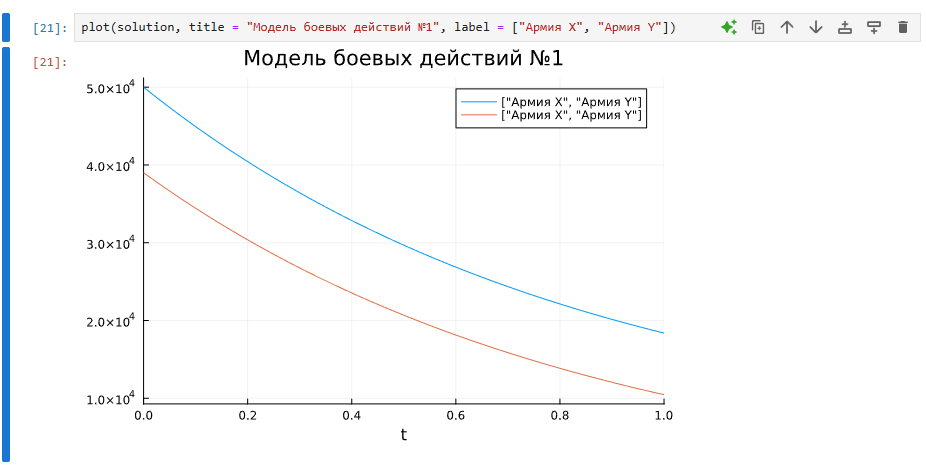 [21]: plot(solution, title = "Модель боевых действий №1", label = ["Армия X", "Армия Y"])
[21]:
Модель боевых действий №1
["Армия X", "Армия Y"]
["Армия X", "Армия Y"]
5.0×10⁴
4.0×10⁴
3.0×10⁴
2.0×10⁴
1.0×10⁴
0.0 0.2 0.4 0.6 0.8 1.0
t